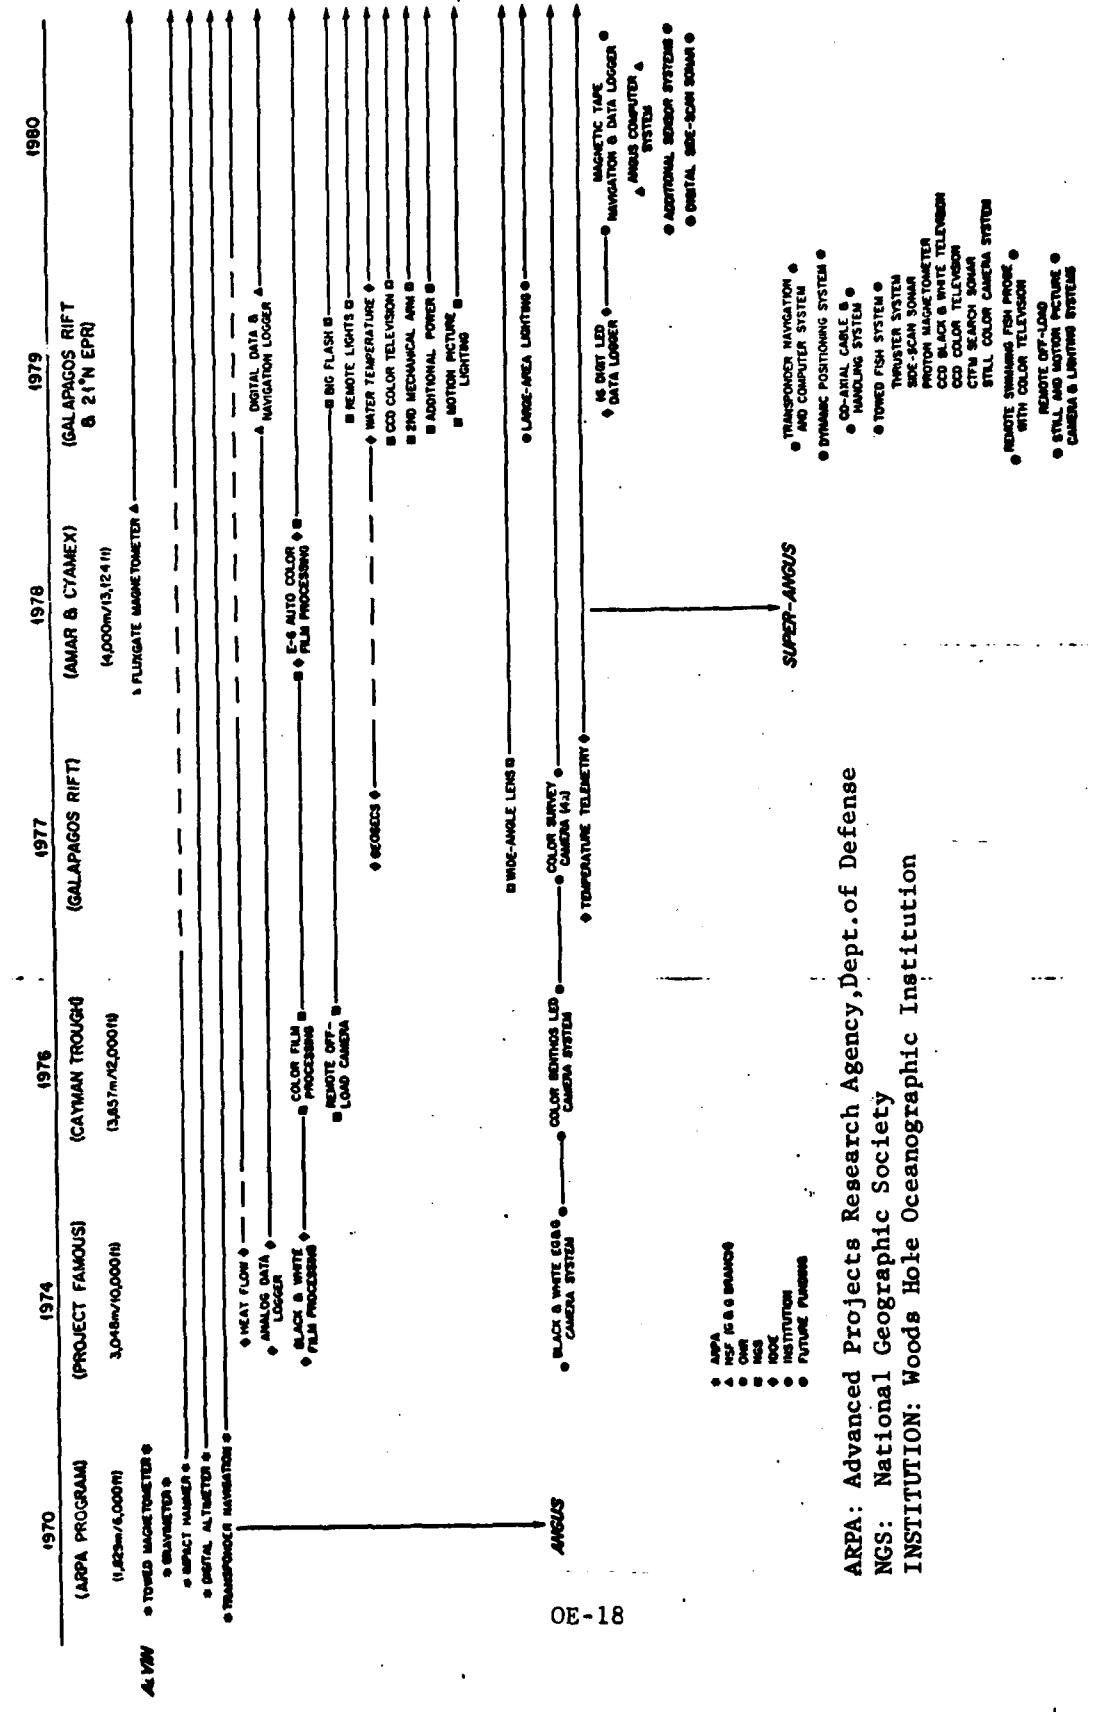 1970
1974
1976
1977
1978
1979
1980
(ARPA PROGRAM)
(PROJECT FAMOUS)
(CAYMAN TROUGH)
(GALAPAGOS RIFT)
(AMAR & CYAMEX)
(GALAPAGOS RIFT
& 21°N EPR)
(1,829m/6,000ft)
3,048m/10,000ft)
(3,657m/12,000ft)
(4,000m/13,124ft)
ALVIN
* TOWED MAGNETOMETER *
▵ FLUXGATE MAGNETOMETER ▵
* GRAVIMETER *
* IMPACT HAMMER *
* DIGITAL ALTIMETER *
* TRANSPONDER NAVIGATION *
◆ HEAT FLOW ◆
◆ ANALOG DATA ◆
LOGGER
▵ DIGITAL DATA & ▵
NAVIGATION LOGGER
◆ BLACK & WHITE ◆
FILM PROCESSING
■ COLOR FILM ■
PROCESSING
■ ◆ E-6 AUTO COLOR ◆ ■
FILM PROCESSING
■ REMOTE OFF- ■
LOAD CAMERA
■ BIG FLASH ■
■ REMOTE LIGHTS ■
◆ GEOSECS ◆
◆ WATER TEMPERATURE ◆
■ CCD COLOR TELEVISION ■
■ 2ND MECHANICAL ARM ■
■ ADDITIONAL POWER ■
■ MOTION PICTURE ■
LIGHTING
■ WIDE-ANGLE LENS ■
● LARGE-AREA LIGHTING ●
ANGUS
● BLACK & WHITE EG&G ●
CAMERA SYSTEM
● COLOR BENTHOS LED ●
CAMERA SYSTEM
● COLOR SURVEY ●
CAMERA (4x)
◆ TEMPERATURE TELEMETRY ◆
◆ 16 DIGIT LED ◆
DATA LOGGER
MAGNETIC TAPE
● NAVIGATION & DATA LOGGER ●
▵ ANGUS COMPUTER ▵
SYSTEM
● ADDITIONAL SENSOR SYSTEMS ●
● DIGITAL SIDE-SCAN SONAR ●
SUPER-ANGUS
● TRANSPONDER NAVIGATION ●
AND COMPUTER SYSTEM
● DYNAMIC POSITIONING SYSTEM ●
● CO-AXIAL CABLE & ●
HANDLING SYSTEM
● TOWED FISH SYSTEM ●
THRUSTER SYSTEM
SIDE-SCAN SONAR
PROTON MAGNETOMETER
CCD BLACK & WHITE TELEVISION
CCD COLOR TELEVISION
CTFM SEARCH SONAR
STILL COLOR CAMERA SYSTEM
● REMOTE SWIMMING FISH PROBE ●
WITH COLOR TELEVISION
REMOTE OFF-LOAD
● STILL AND MOTION PICTURE ●
CAMERA & LIGHTING SYSTEMS
* ARPA
▵ NSF (G & G BRANCH)
● ONR
■ NGS
◆ IDOE
● INSTITUTION
● FUTURE FUNDING
ARPA: Advanced Projects Research Agency,Dept.of Defense
NGS: National Geographic Society
INSTITUTION: Woods Hole Oceanographic Institution
OE-18